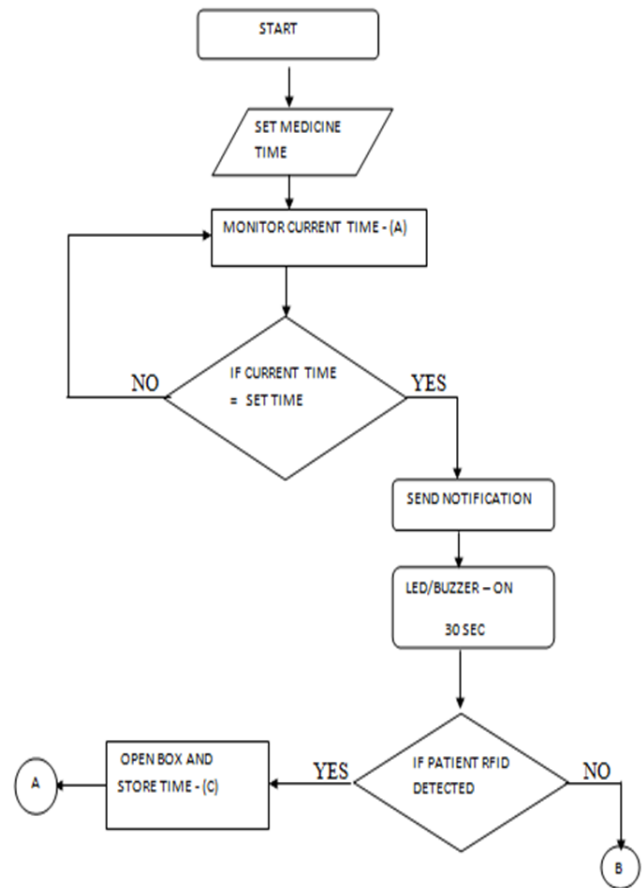 START
SET MEDICINE
TIME
MONITOR CURRENT TIME - (A)
IF CURRENT TIME
= SET TIME
NO
YES
SEND NOTIFICATION
LED/BUZZER – ON
30 SEC
IF PATIENT RFID
DETECTED
YES
NO
OPEN BOX AND
STORE TIME - (C)
A
B